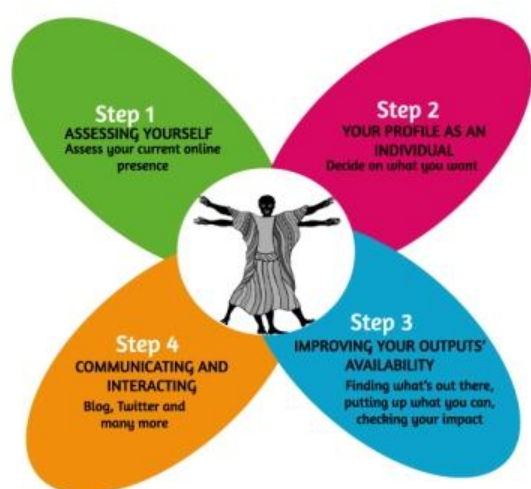 Step 1
ASSESSING YOURSELF
Assess your current online
presence
Step 2
YOUR PROFILE AS AN
INDIVIDUAL
Decide on what you want
Step 3
IMPROVING YOUR OUTPUTS'
AVAILABILITY
Finding what's out there,
putting up what you can,
checking your impact
Step 4
COMMUNICATING AND
INTERACTING
Blog, Twitter and
many more